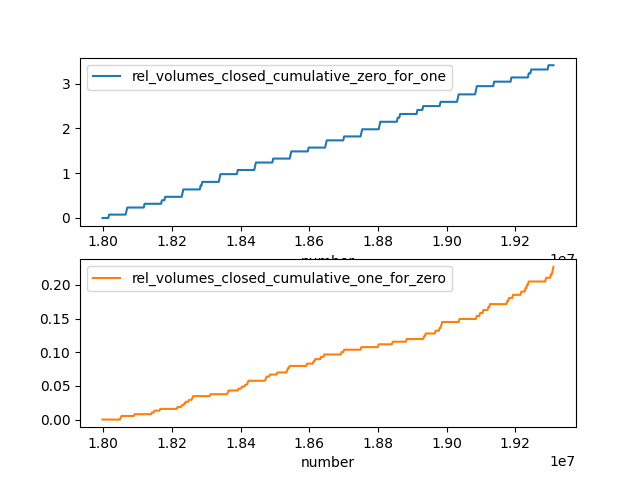 rel_volumes_closed_cumulative_zero_for_one
3
2
1
0
1.80 1.82 1.84 1.86 1.88 1.90 1.92
number 1e7
rel_volumes_closed_cumulative_one_for_zero
0.20
0.15
0.10
0.05
0.00
1.80 1.82 1.84 1.86 1.88 1.90 1.92
number 1e7